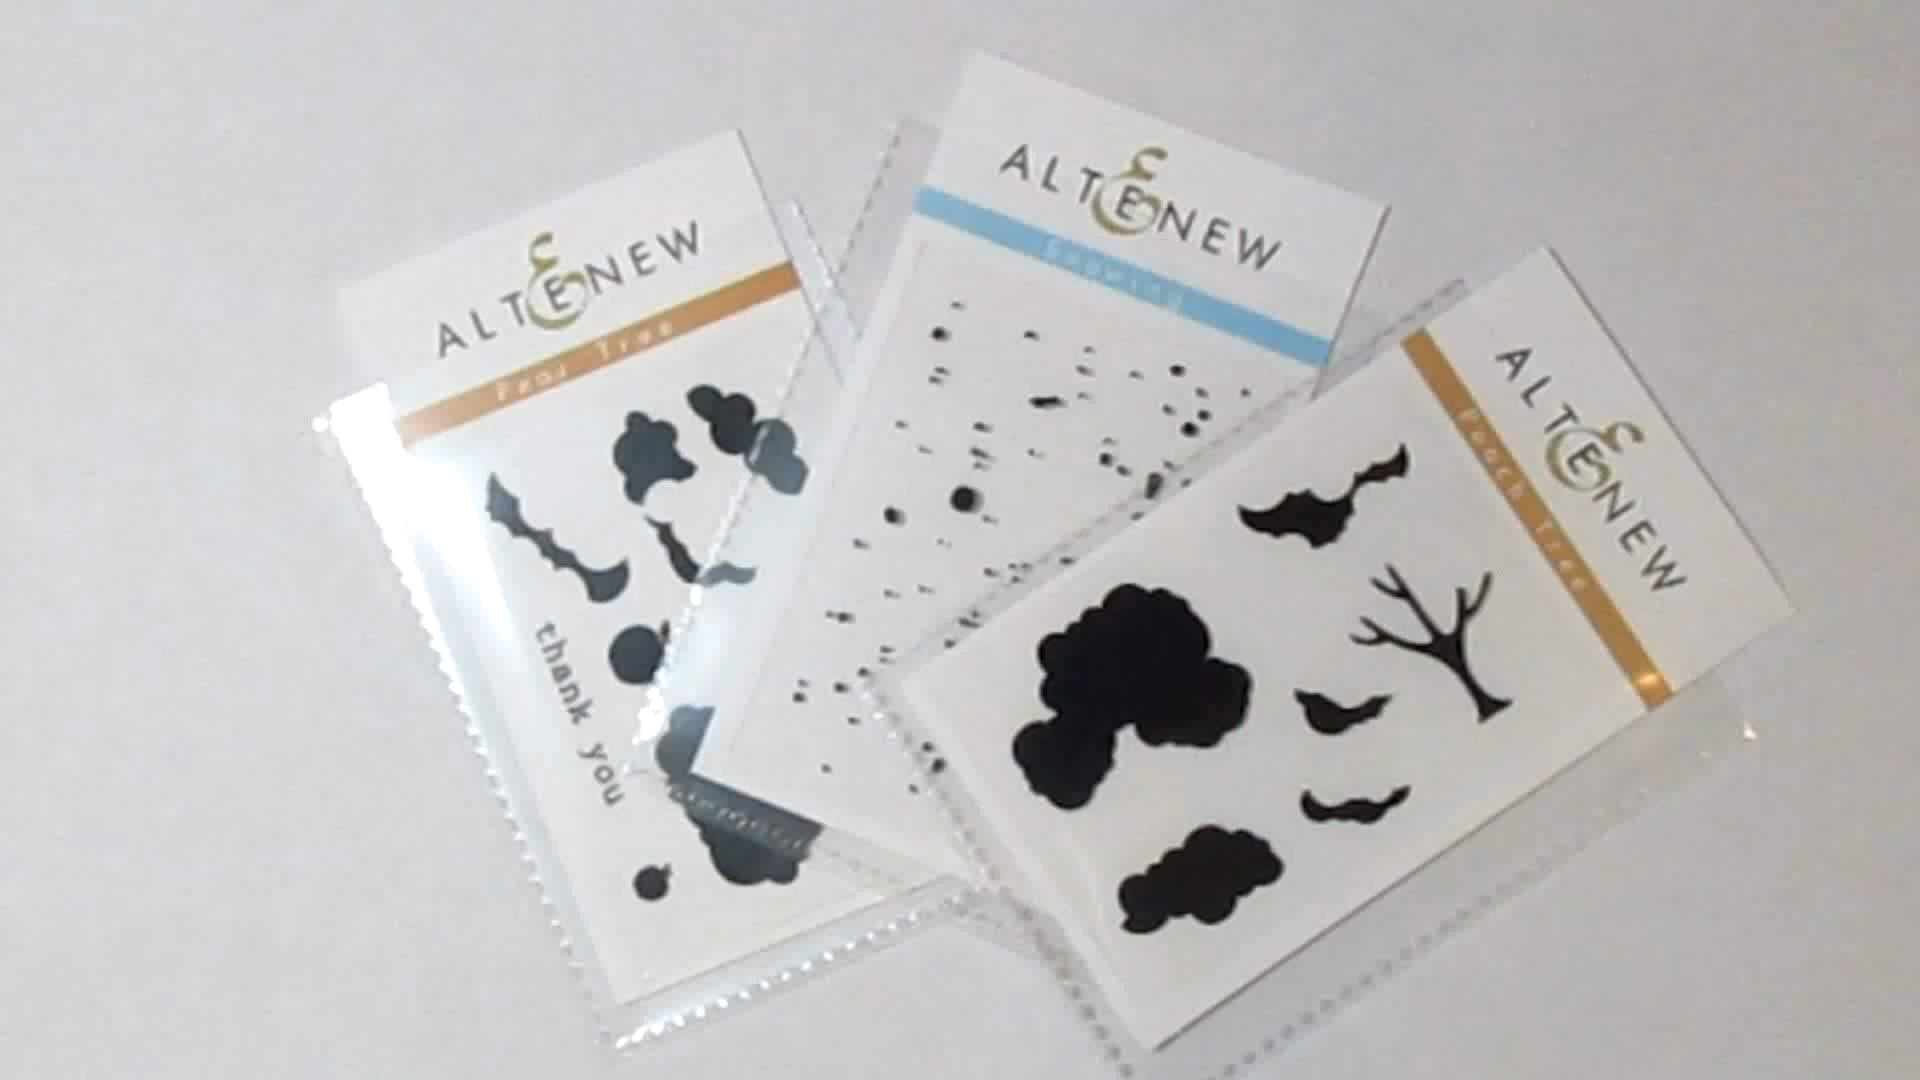 ALTENEW
Pear Tree
thank you
ALTENEW
Snowing
ALTENEW
Peach Tree